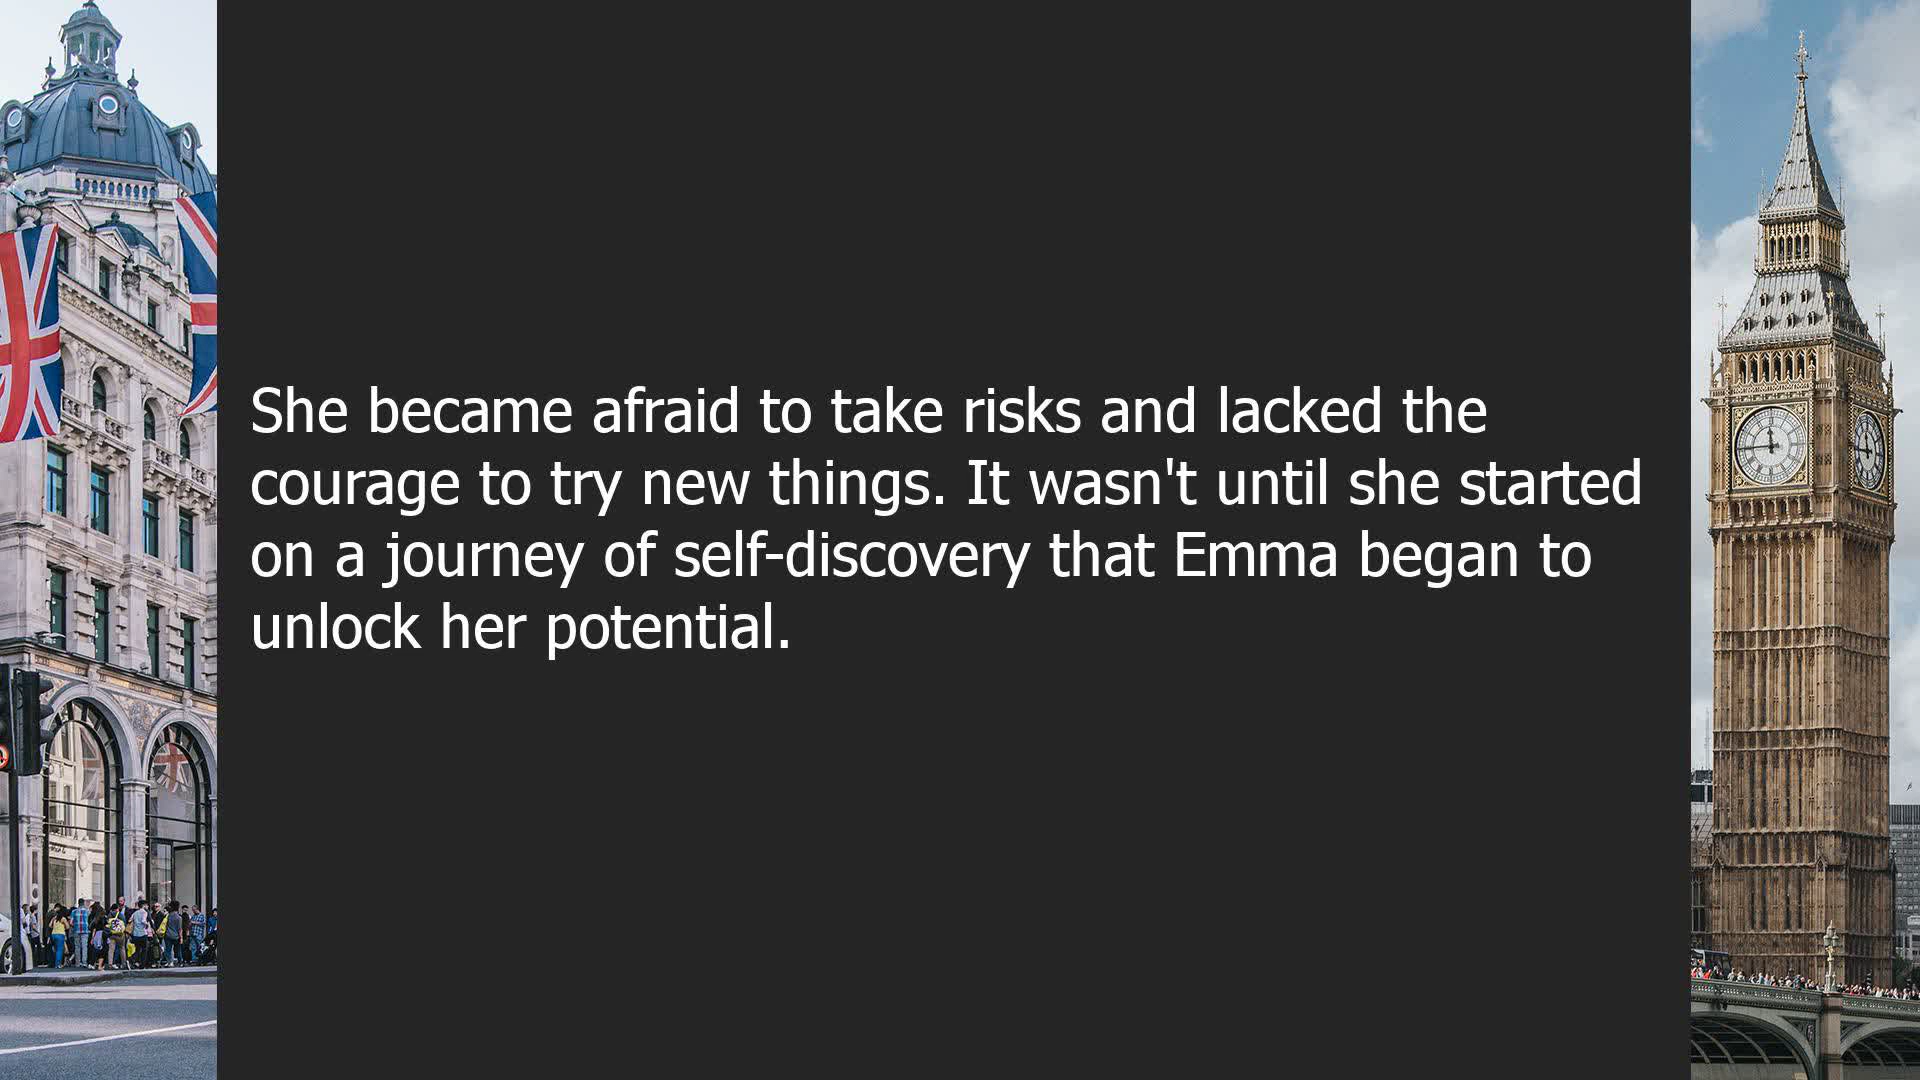 She became afraid to take risks and lacked the
courage to try new things. It wasn't until she started
on a journey of self-discovery that Emma began to
unlock her potential.